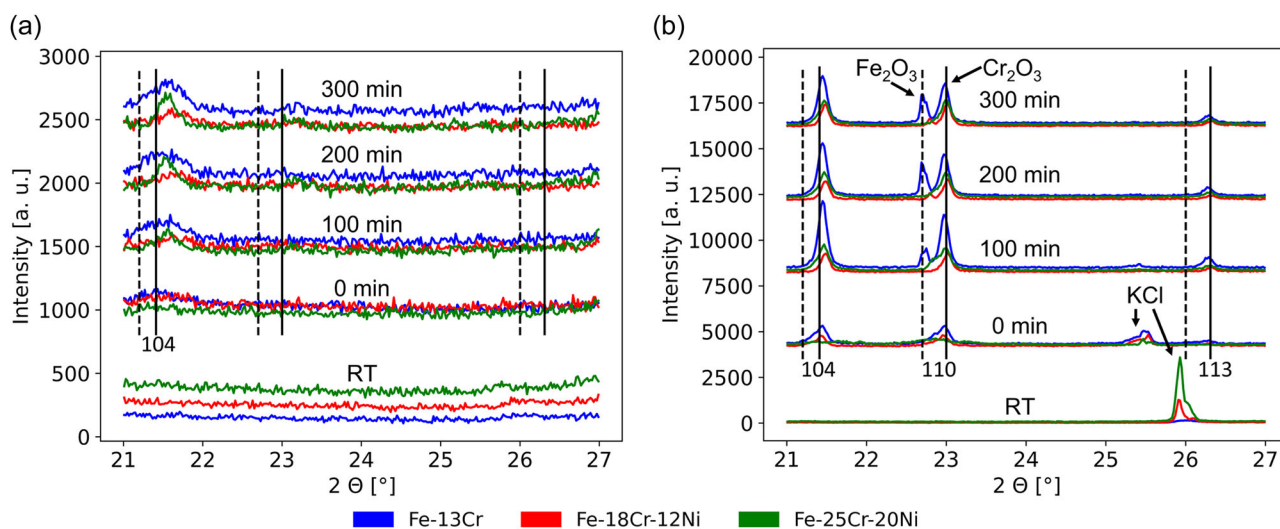 (a)
3000
2500
2000
1500
1000
500
0
Intensity [a. u.]
300 min
200 min
100 min
0 min
104
RT
21 22 23 24 25 26 27
2 Θ [°]
(b)
20000
17500
15000
12500
10000
7500
5000
2500
0
Intensity [a. u.]
Fe₂O₃
Cr₂O₃
300 min
200 min
100 min
KCl
0 min
104 110 113
RT
21 22 23 24 25 26 27
2 Θ [°]
Fe-13Cr Fe-18Cr-12Ni Fe-25Cr-20Ni